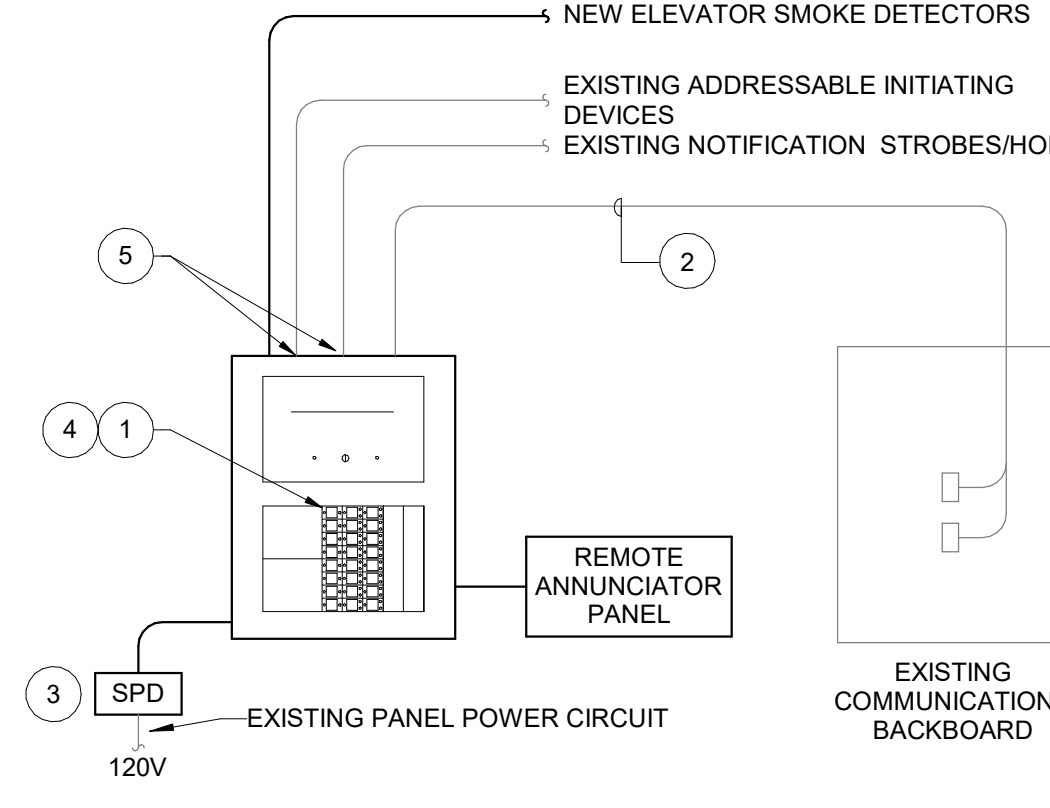 NEW ELEVATOR SMOKE DETECTORS
EXISTING ADDRESSABLE INITIATING
DEVICES
EXISTING NOTIFICATION STROBES/HO
2
5
4 1
REMOTE
ANNUNCIATOR
PANEL
3 SPD
EXISTING PANEL POWER CIRCUIT
120V
EXISTING
COMMUNICATION
BACKBOARD